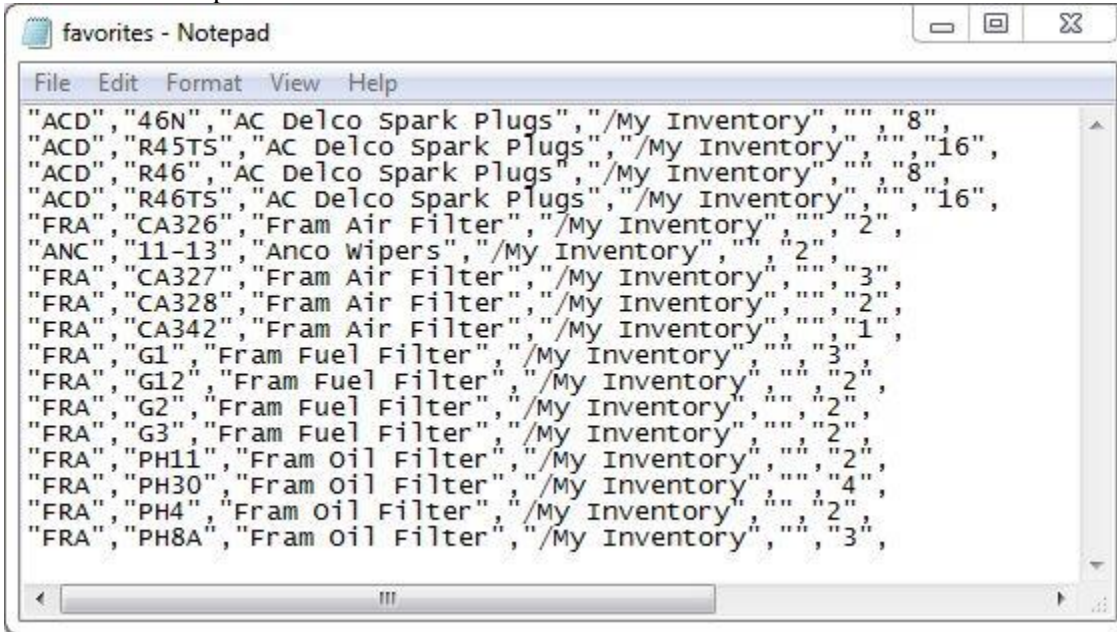 favorites - Notepad
File Edit Format View Help
"ACD","46N","AC Delco Spark Plugs","/My Inventory","","8",
"ACD","R45TS","AC Delco Spark Plugs","/My Inventory","","16",
"ACD","R46","AC Delco Spark Plugs","/My Inventory","","8",
"ACD","R46TS","AC Delco Spark Plugs","/My Inventory","","16",
"FRA","CA326","Fram Air Filter","/My Inventory","","2",
"ANC","11-13","Anco Wipers","/My Inventory","","2",
"FRA","CA327","Fram Air Filter","/My Inventory","","3",
"FRA","CA328","Fram Air Filter","/My Inventory","","2",
"FRA","CA342","Fram Air Filter","/My Inventory","","1",
"FRA","G1","Fram Fuel Filter","/My Inventory","","3",
"FRA","G12","Fram Fuel Filter","/My Inventory","","2",
"FRA","G2","Fram Fuel Filter","/My Inventory","","2",
"FRA","G3","Fram Fuel Filter","/My Inventory","","2",
"FRA","PH11","Fram Oil Filter","/My Inventory","","2",
"FRA","PH30","Fram Oil Filter","/My Inventory","","4",
"FRA","PH4","Fram Oil Filter","/My Inventory","","2",
"FRA","PH8A","Fram Oil Filter","/My Inventory","","3",